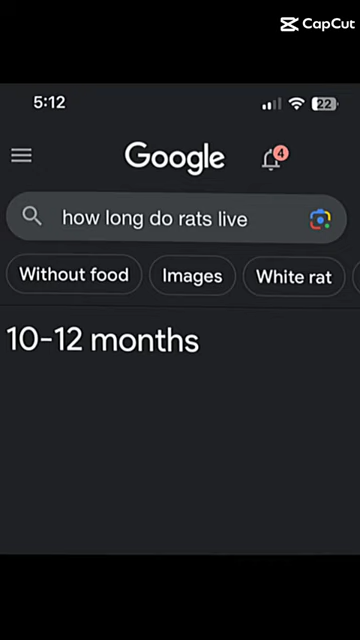 CapCut
5:12
22
Google
4
how long do rats live
Without food
Images
White rat
10-12 months